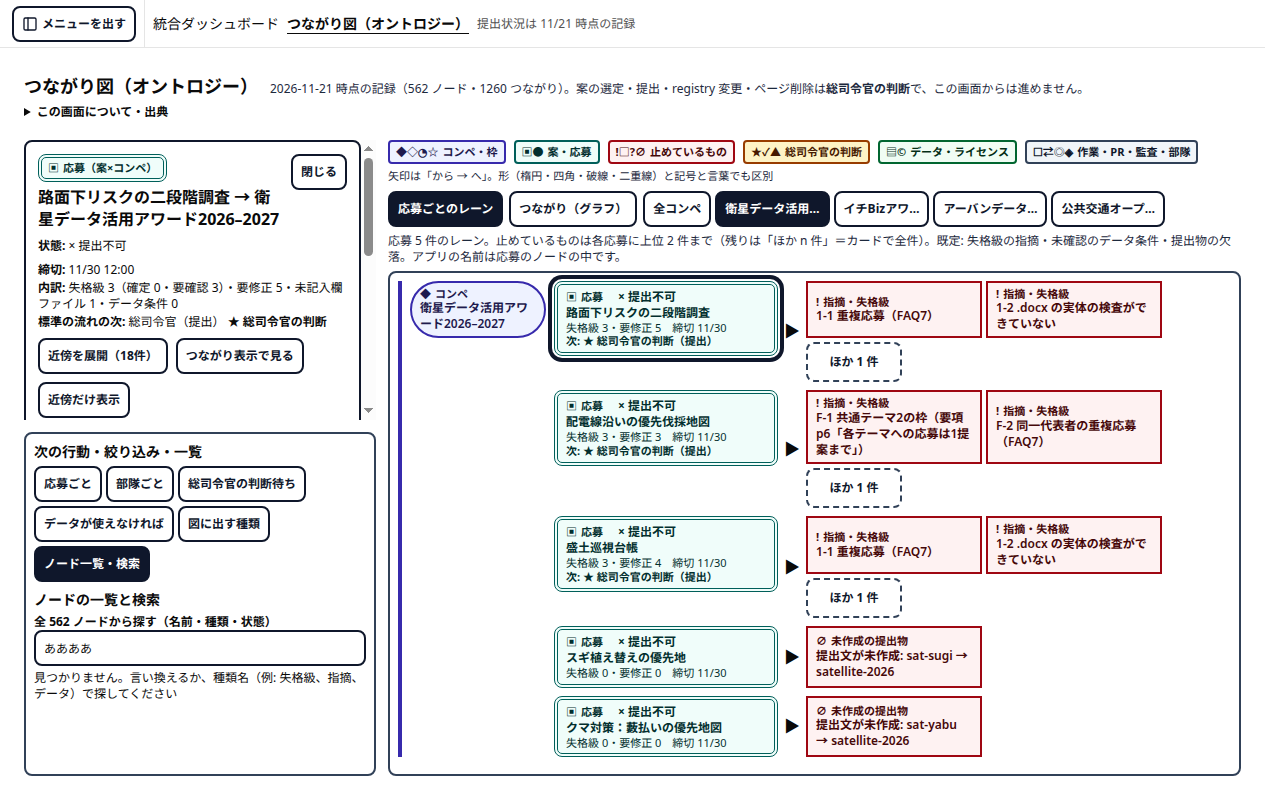 メニューを出す
統合ダッシュボード つながり図（オントロジー） 提出状況は 11/21 時点の記録
つながり図（オントロジー） 2026-11-21 時点の記録（562 ノード・1260 つながり）。案の選定・提出・registry 変更・ページ削除は総司令官の判断で、この画面からは進めません。
▶ この画面について・出典
▣ 応募（案×コンペ）
閉じる
路面下リスクの二段階調査 → 衛
星データ活用アワード2026–2027
状態: × 提出不可
締切: 11/30 12:00
内訳: 失格級 3（確定 0・要確認 3）・要修正 5・未記入欄
ファイル 1・データ条件 0
標準の流れの次: 総司令官（提出） ★ 総司令官の判断
近傍を展開（18件） つながり表示で見る
近傍だけ表示
次の行動・絞り込み・一覧
応募ごと 部隊ごと 総司令官の判断待ち
データが使えなければ 図に出す種類
ノード一覧・検索
ノードの一覧と検索
全 562 ノードから探す（名前・種類・状態）
ああああ
見つかりません。言い換えるか、種類名（例: 失格級、指摘、
データ）で探してください
◆◇◔☆ コンペ・枠 ▣● 案・応募 !□?⊘ 止めているもの ★✓▲ 総司令官の判断 ▤© データ・ライセンス ☐⇄◎◈ 作業・PR・監査・部隊
矢印は「から → へ」。形（楕円・四角・破線・二重線）と記号と言葉でも区別
応募ごとのレーン つながり（グラフ） 全コンペ 衛星データ活用… イチBizアワ… アーバンデータ… 公共交通オープ…
応募 5 件のレーン。止めているものは各応募に上位 2 件まで（残りは「ほか n 件」＝カードで全件）。既定: 失格級の指摘・未確認のデータ条件・提出物の欠
落。アプリの名前は応募のノードの中です。
◆ コンペ
衛星データ活用アワ
ード2026–2027
▣ 応募 × 提出不可
路面下リスクの二段階調査
失格級 3・要修正 5 締切 11/30
次: ★ 総司令官の判断（提出）
! 指摘・失格級
1-1 重複応募（FAQ7）
! 指摘・失格級
1-2 .docx の実体の検査がで
きていない
ほか 1 件
▣ 応募 × 提出不可
配電線沿いの優先伐採地図
失格級 3・要修正 3 締切 11/30
次: ★ 総司令官の判断（提出）
! 指摘・失格級
F-1 共通テーマ2の枠（要項
p6「各テーマへの応募は1提
案まで」）
! 指摘・失格級
F-2 同一代表者の重複応募
（FAQ7）
ほか 1 件
▣ 応募 × 提出不可
盛土巡視台帳
失格級 3・要修正 4 締切 11/30
次: ★ 総司令官の判断（提出）
! 指摘・失格級
1-1 重複応募（FAQ7）
! 指摘・失格級
1-2 .docx の実体の検査がで
きていない
ほか 1 件
▣ 応募 × 提出不可
スギ植え替えの優先地
失格級 0・要修正 0 締切 11/30
⊘ 未作成の提出物
提出文が未作成: sat-sugi →
satellite-2026
▣ 応募 × 提出不可
クマ対策：藪払いの優先地図
失格級 0・要修正 0 締切 11/30
⊘ 未作成の提出物
提出文が未作成: sat-yabu
→ satellite-2026